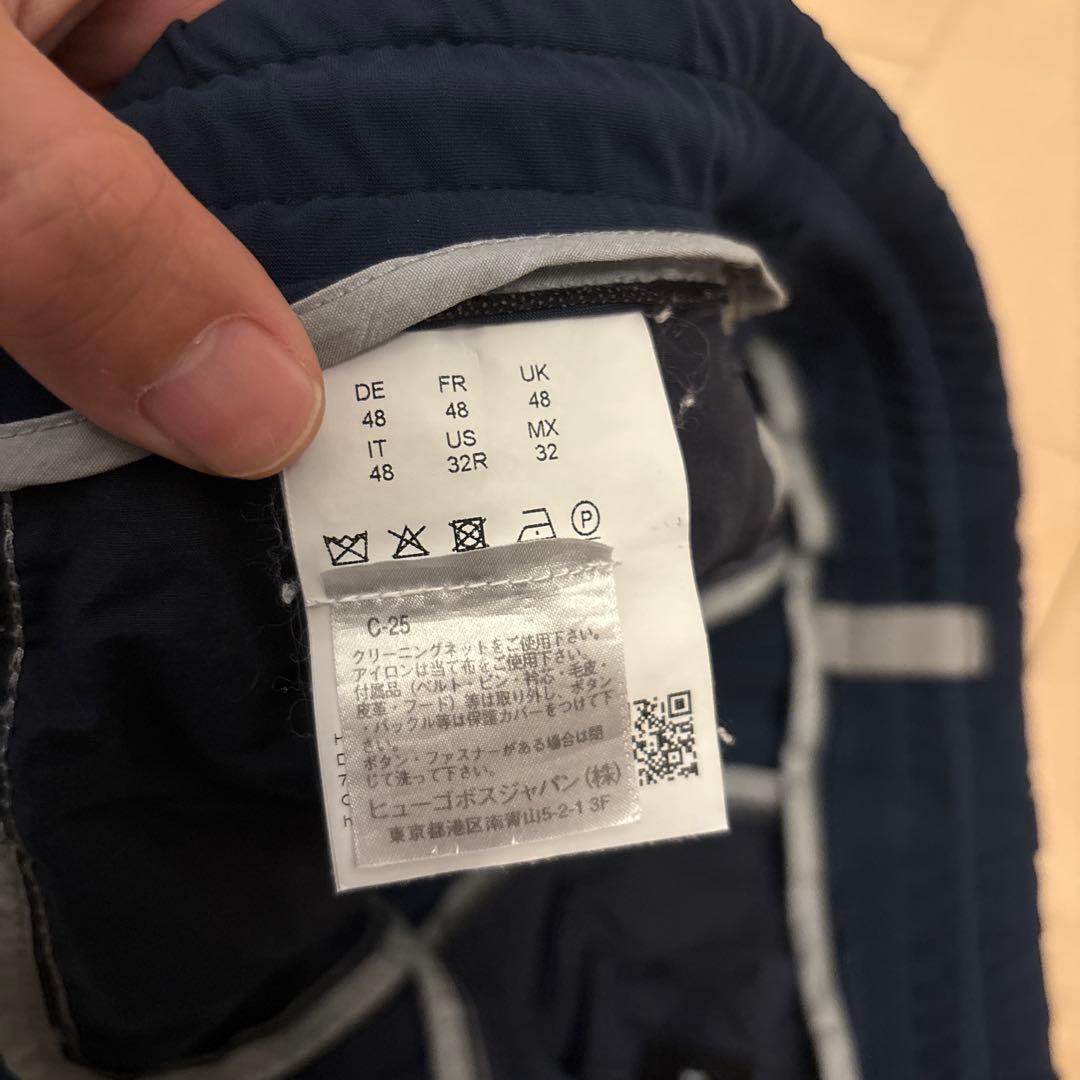 DE FR UK
48 48 48
IT US MX
48 32R 32
P
C-25
クリーニングネットをご使用下さい。
アイロンは当て布をご使用下さい。
付属品（ベルト・ピン・衿心・毛皮・
皮革・フード）等は取り外し、ボタン
・バックル等は保護カバーをつけて下
さい。
ボタン・ファスナーがある場合は閉
じて洗って下さい。
ヒューゴボスジャパン（株）
東京都港区南青山5-2-1 3F